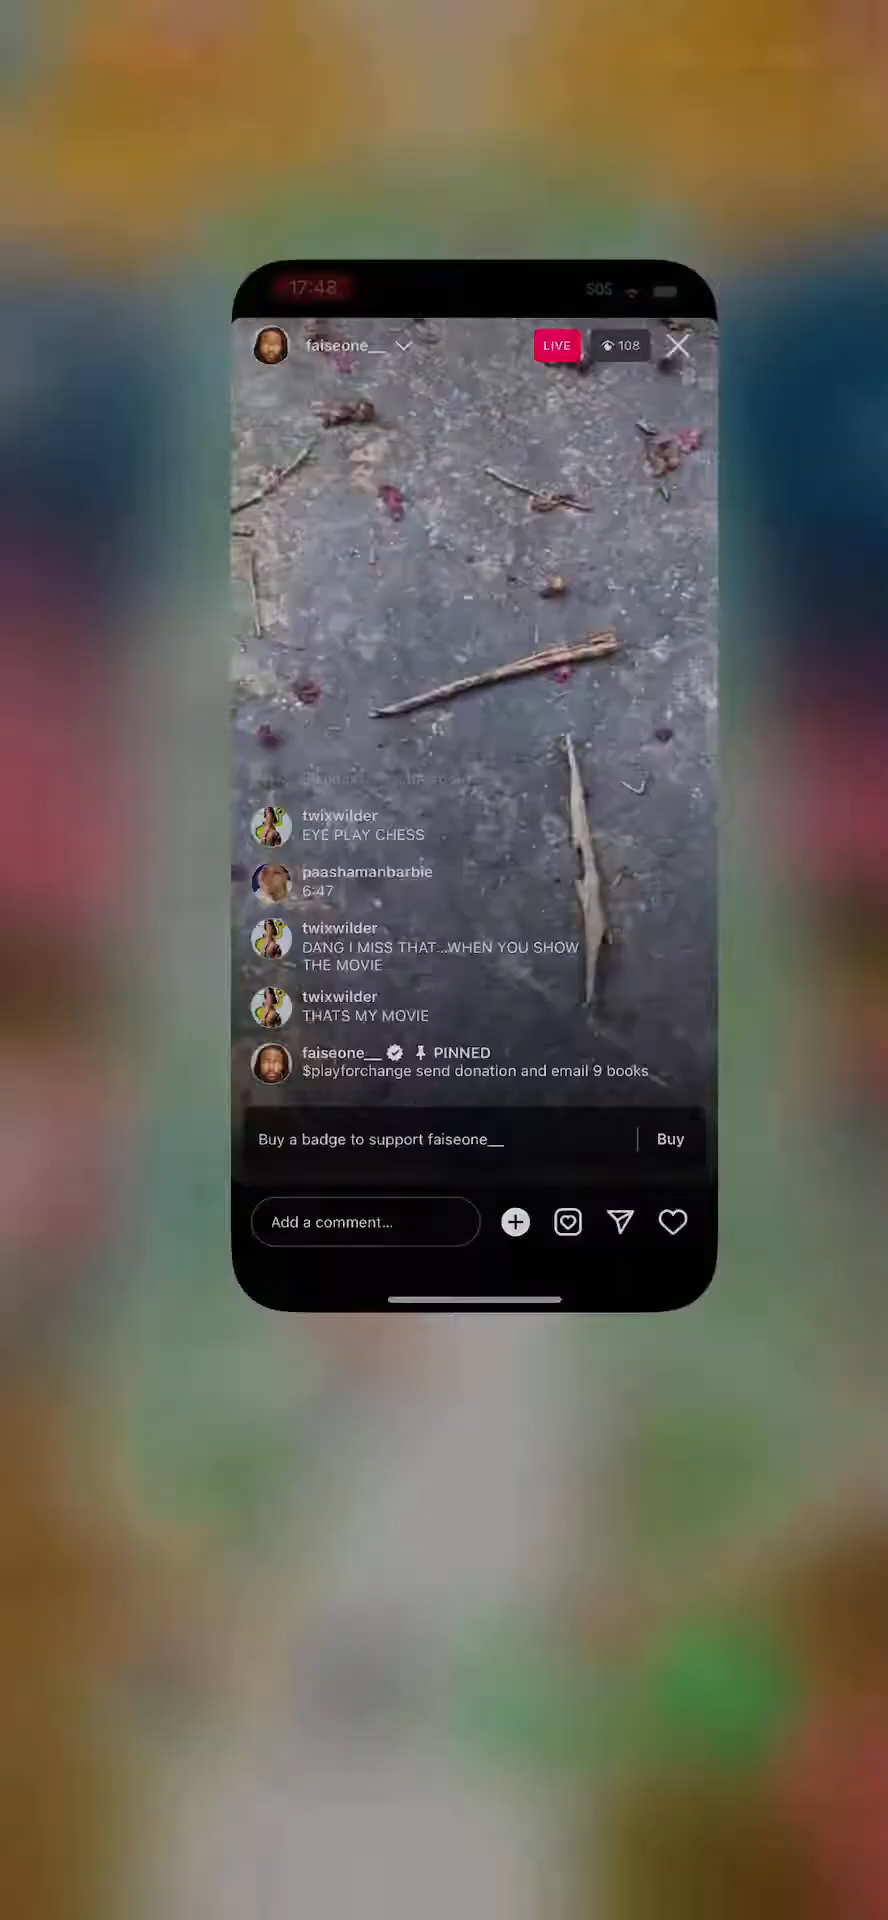 17:48
SOS
faiseone__
LIVE
108
twixwilder
EYE PLAY CHESS
paashamanbarbie
6:47
twixwilder
DANG I MISS THAT...WHEN YOU SHOW
THE MOVIE
twixwilder
THATS MY MOVIE
faiseone__ PINNED
$playforchange send donation and email 9 books
Buy a badge to support faiseone__
Buy
Add a comment...